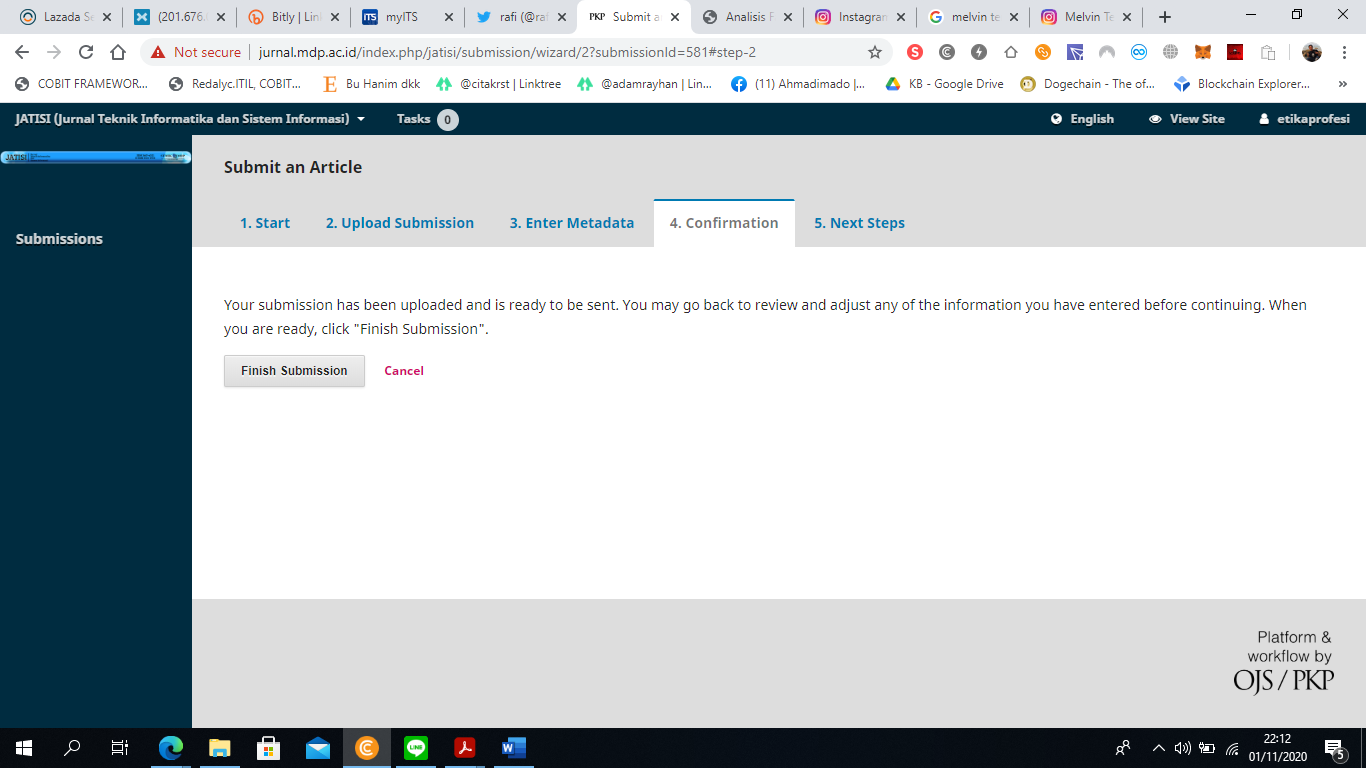 Lazada Se
(201.676.
Bitly | Lin
ITS myITS
rafi (@raf
PKP Submit a
Analisis F
Instagran
melvin te
Melvin Te
Not secure | jurnal.mdp.ac.id/index.php/jatisi/submission/wizard/2?submissionId=581#step-2
COBIT FRAMEWOR...
Redalyc.ITIL, COBIT...
Bu Hanim dkk
@citakrst | Linktree
@adamrayhan | Lin...
(11) Ahmadimado |...
KB - Google Drive
Dogechain - The of...
Blockchain Explorer...
»
JATISI (Jurnal Teknik Informatika dan Sistem Informasi)
Tasks 0
English
View Site
etikaprofesi
JATISI
Submissions
Submit an Article
1. Start
2. Upload Submission
3. Enter Metadata
4. Confirmation
5. Next Steps
Your submission has been uploaded and is ready to be sent. You may go back to review and adjust any of the information you have entered before continuing. When
you are ready, click "Finish Submission".
Finish Submission
Cancel
Platform &
workflow by
OJS / PKP
LINE
W
22:12
01/11/2020
5